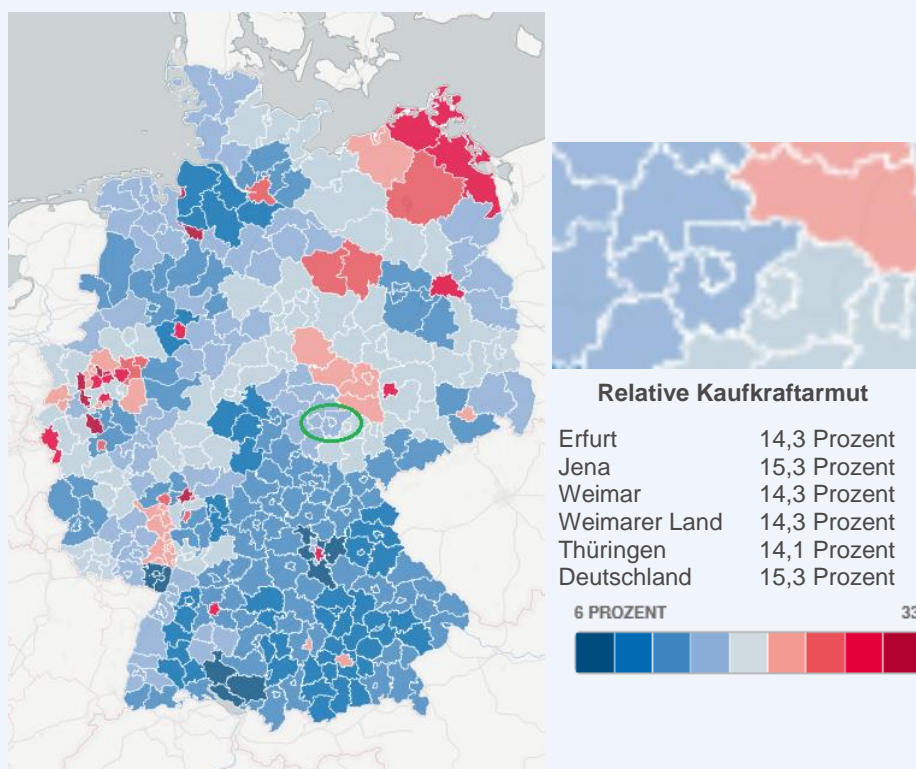 Relative Kaufkraftarmut
Erfurt 14,3 Prozent
Jena 15,3 Prozent
Weimar 14,3 Prozent
Weimarer Land 14,3 Prozent
Thüringen 14,1 Prozent
Deutschland 15,3 Prozent
6 PROZENT 33